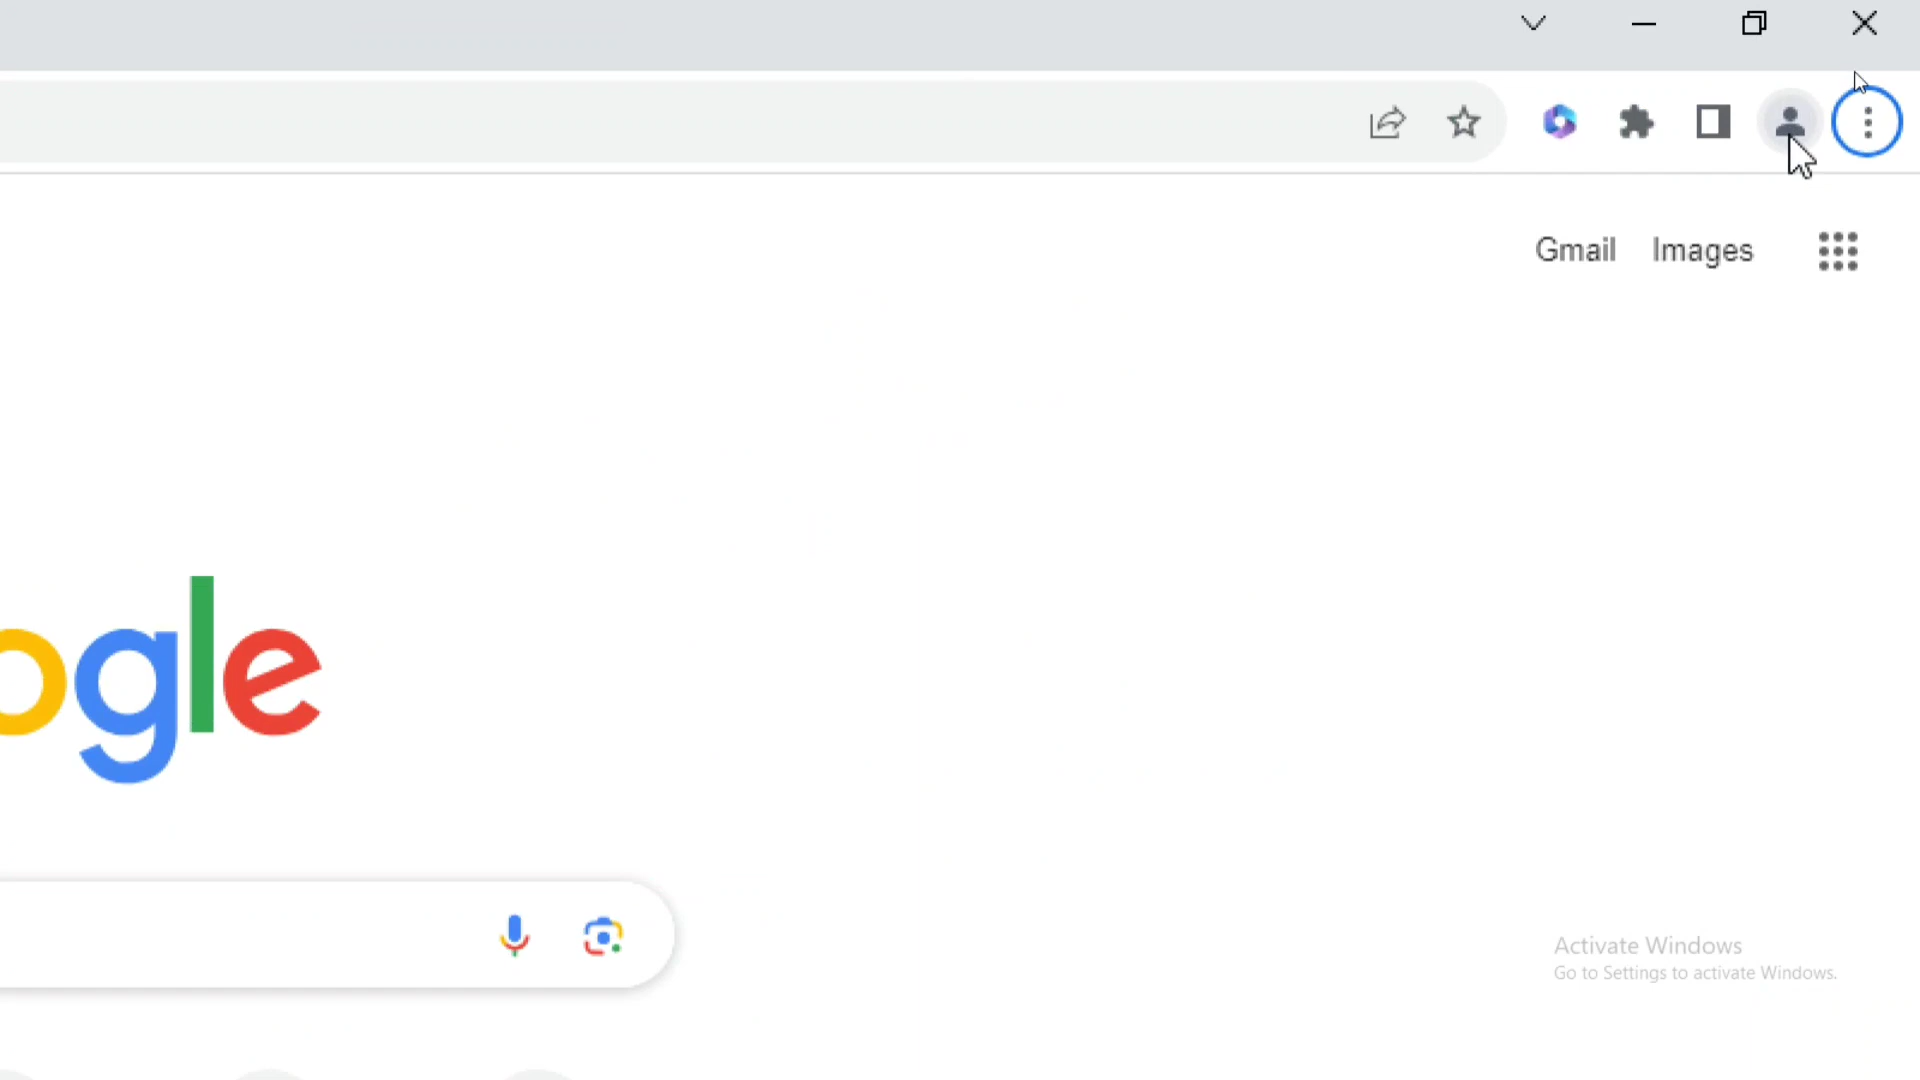 Gmail Images
ogle
Activate Windows
Go to Settings to activate Windows.